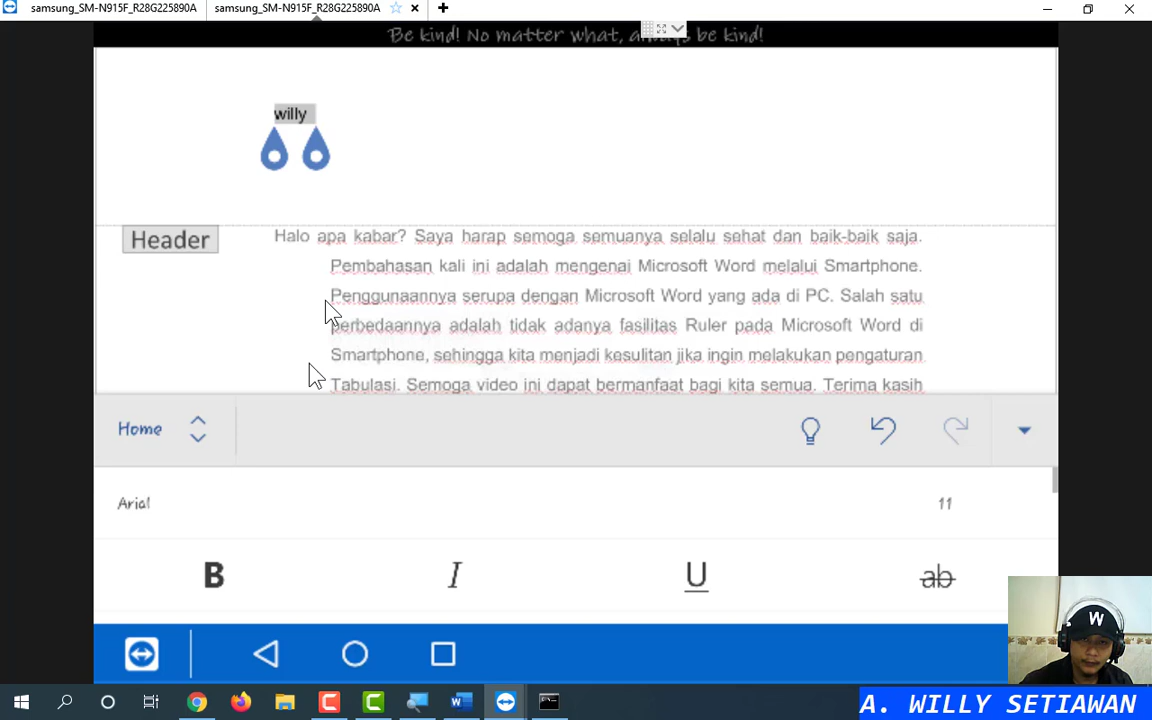 samsung_SM-N915F_R28G225890A
samsung_SM-N915F_R28G225890A
Be kind! No matter what, always be kind!
willy
Header
Halo apa kabar? Saya harap semoga semuanya selalu sehat dan baik-baik saja.
Pembahasan kali ini adalah mengenai Microsoft Word melalui Smartphone.
Penggunaannya serupa dengan Microsoft Word yang ada di PC. Salah satu
perbedaannya adalah tidak adanya fasilitas Ruler pada Microsoft Word di
Smartphone, sehingga kita menjadi kesulitan jika ingin melakukan pengaturan
Tabulasi. Semoga video ini dapat bermanfaat bagi kita semua. Terima kasih
Home
Arial
11
B
I
U
ab
W
A. WILLY SETIAWAN